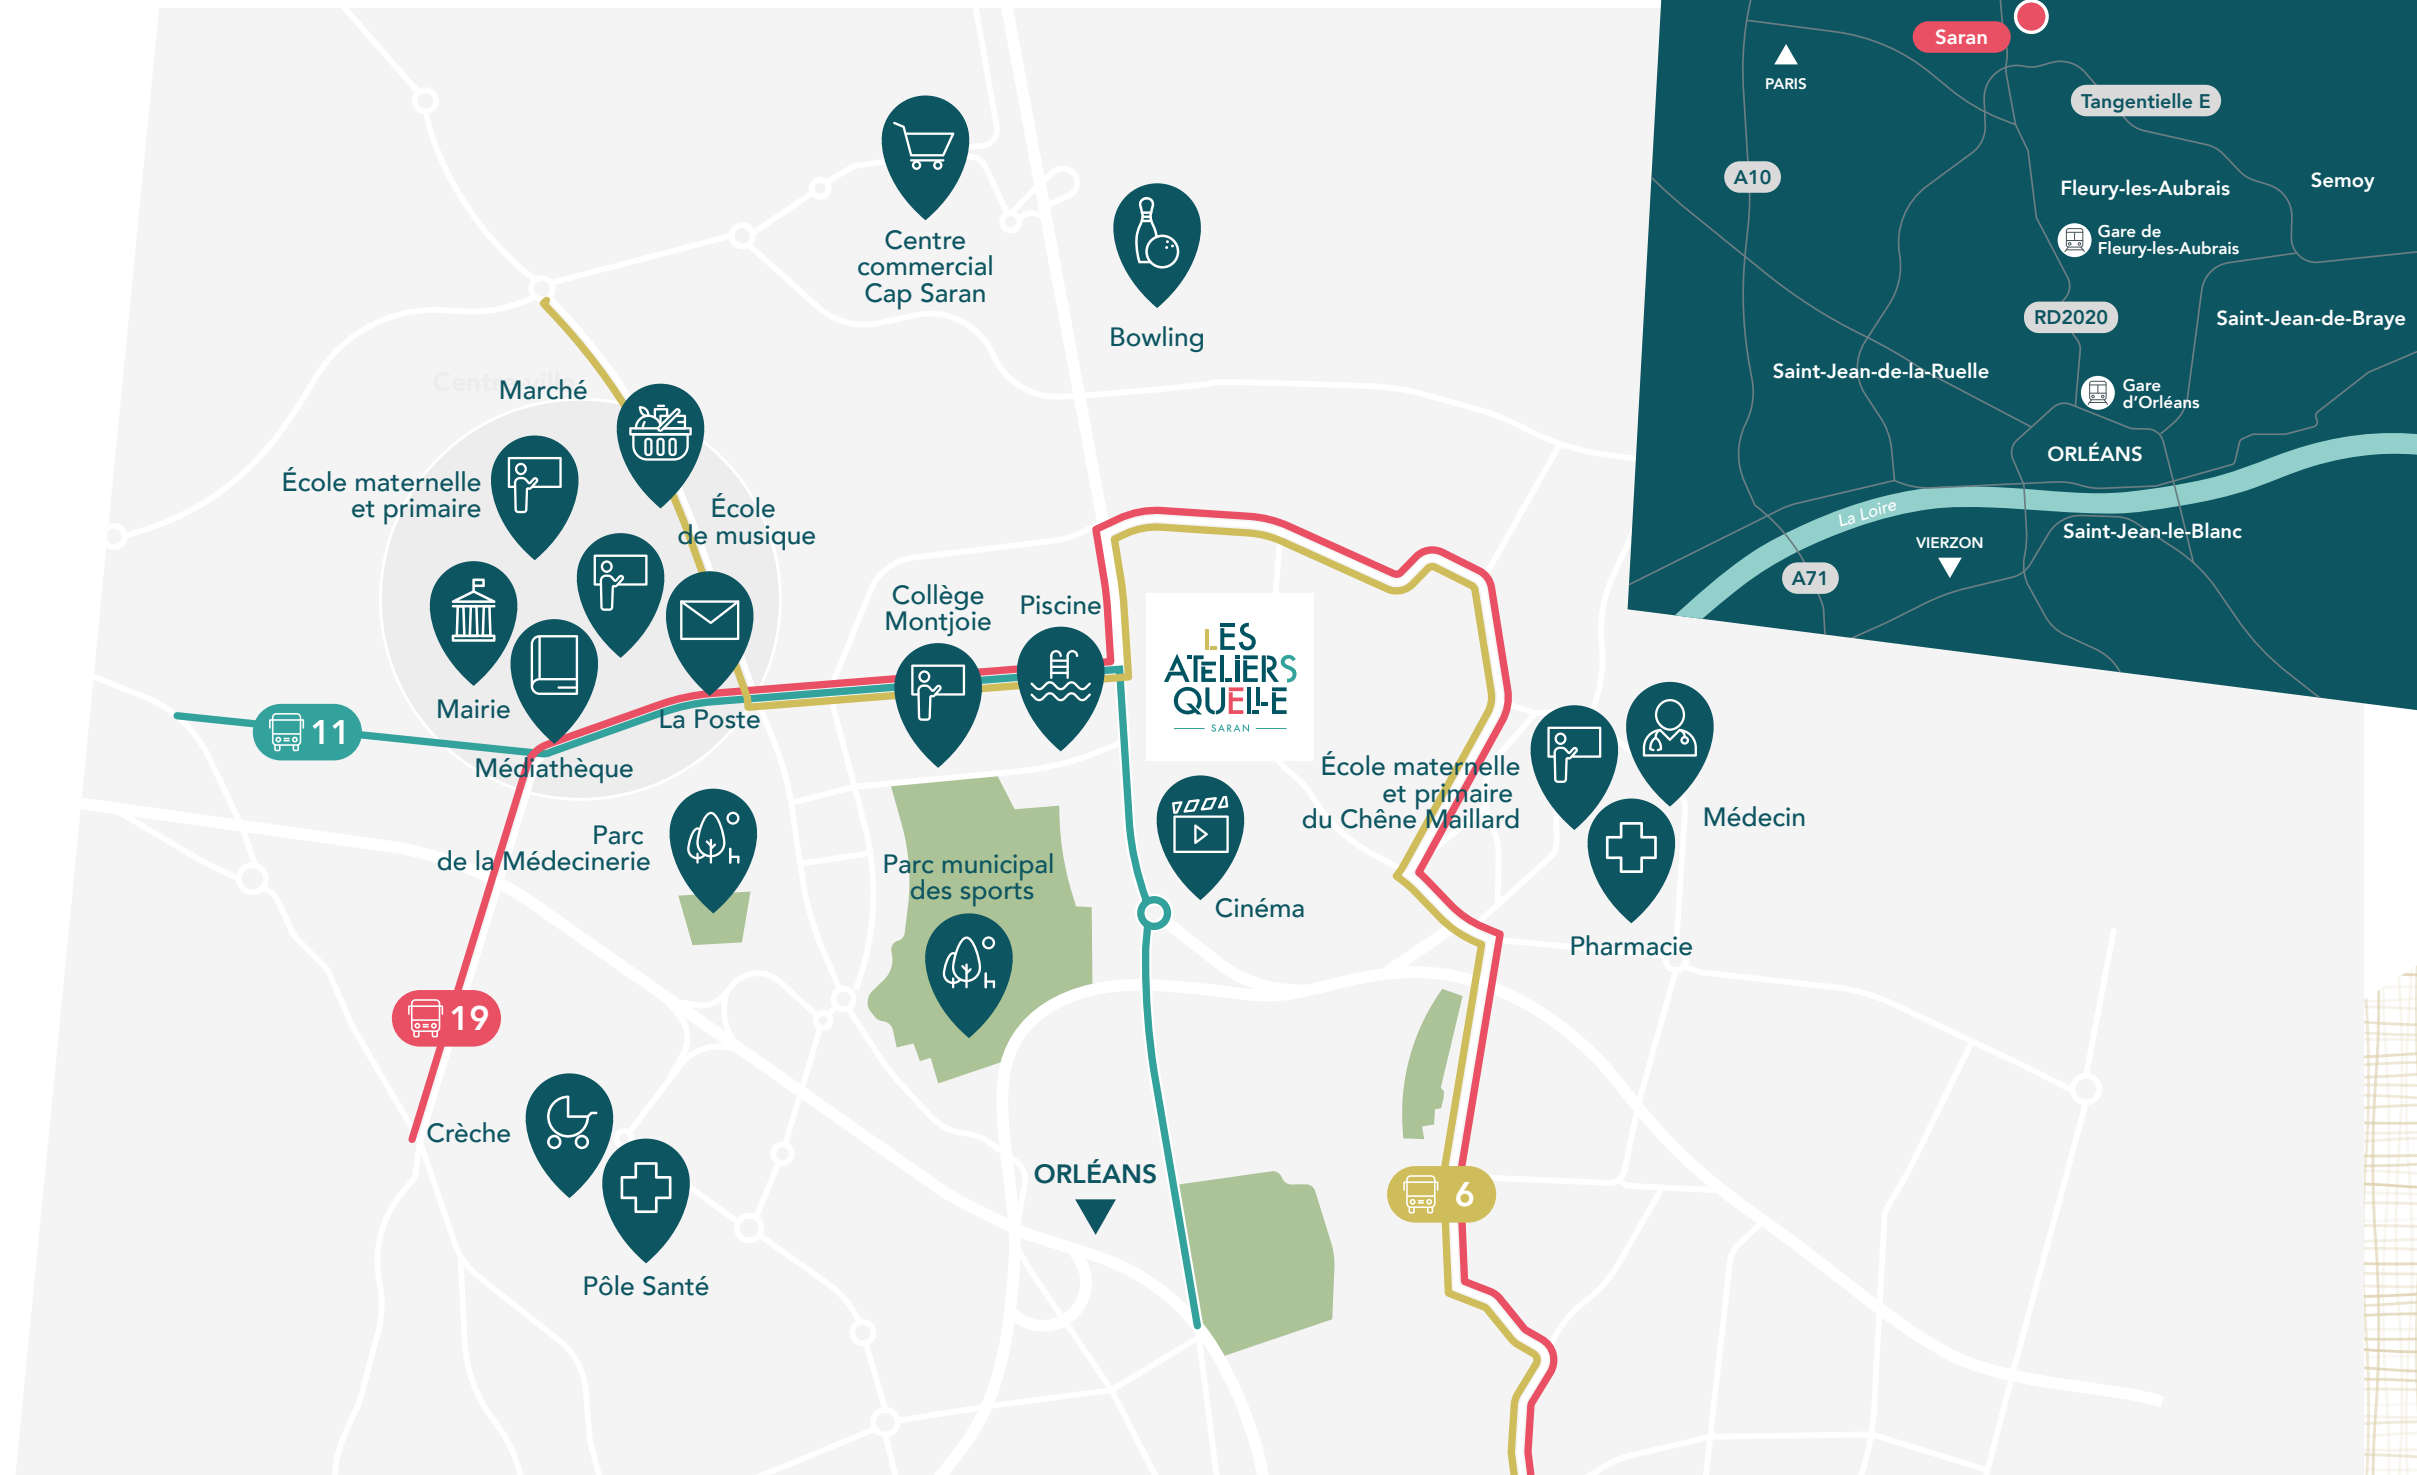 Saran
PARIS
Tangentielle E
A10
Fleury-les-Aubrais
Semoy
Gare de
Fleury-les-Aubrais
RD2020
Saint-Jean-de-Braye
Saint-Jean-de-la-Ruelle
Gare
d'Orléans
ORLÉANS
La Loire
Saint-Jean-le-Blanc
VIERZON
A71
Centre
commercial
Cap Saran
Bowling
Marché
École maternelle
et primaire
École
de musique
Mairie
La Poste
Médiathèque
Collège
Montjoie
Piscine
LES
ATELIERS
QUELLE
SARAN
11
École maternelle
et primaire
du Chêne Maillard
Médecin
Pharmacie
Parc
de la Médecinerie
Parc municipal
des sports
Cinéma
19
Crèche
Pôle Santé
ORLÉANS
6